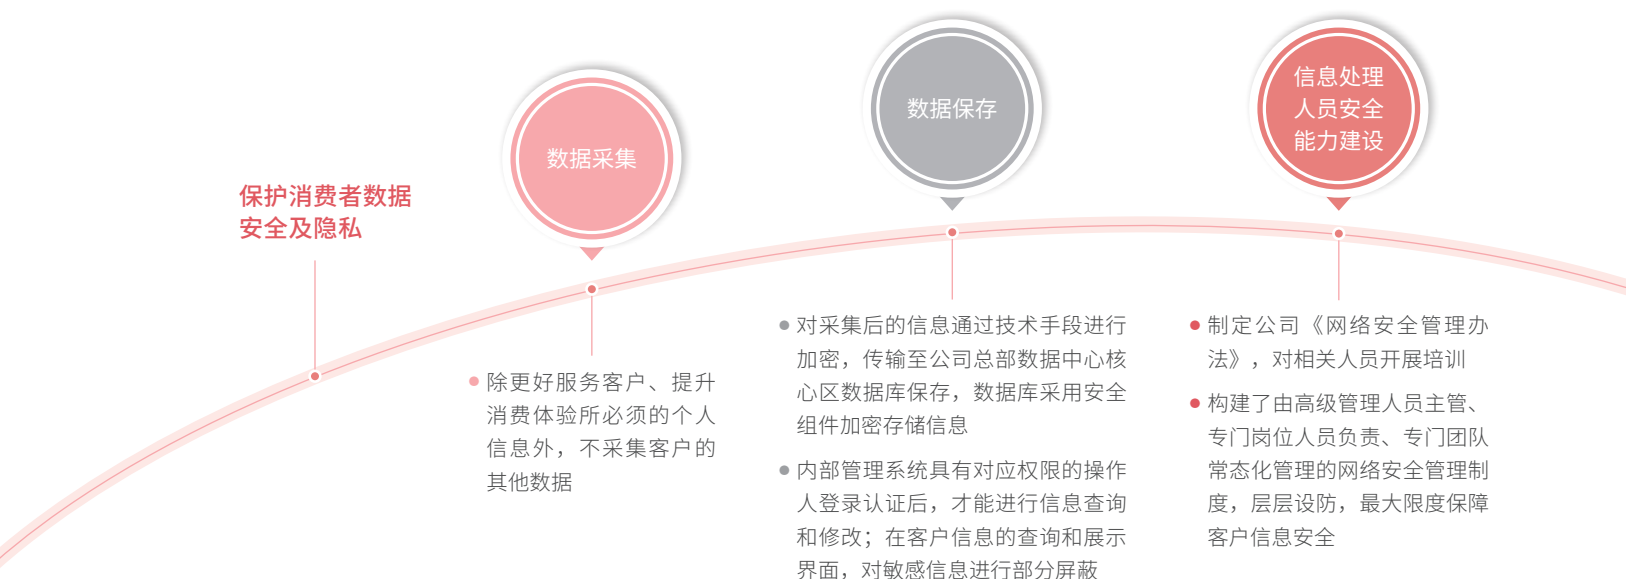 保护消费者数据
安全及隐私
数据采集
除更好服务客户、提升
消费体验所必须的个人
信息外，不采集客户的
其他数据
数据保存
对采集后的信息通过技术手段进行
加密，传输至公司总部数据中心核
心区数据库保存，数据库采用安全
组件加密存储信息
内部管理系统具有对应权限的操作
人登录认证后，才能进行信息查询
和修改；在客户信息的查询和展示
界面，对敏感信息进行部分屏蔽
信息处理
人员安全
能力建设
制定公司《网络安全管理办
法》，对相关人员开展培训
构建了由高级管理人员主管、
专门岗位人员负责、专门团队
常态化管理的网络安全管理制
度，层层设防，最大限度保障
客户信息安全